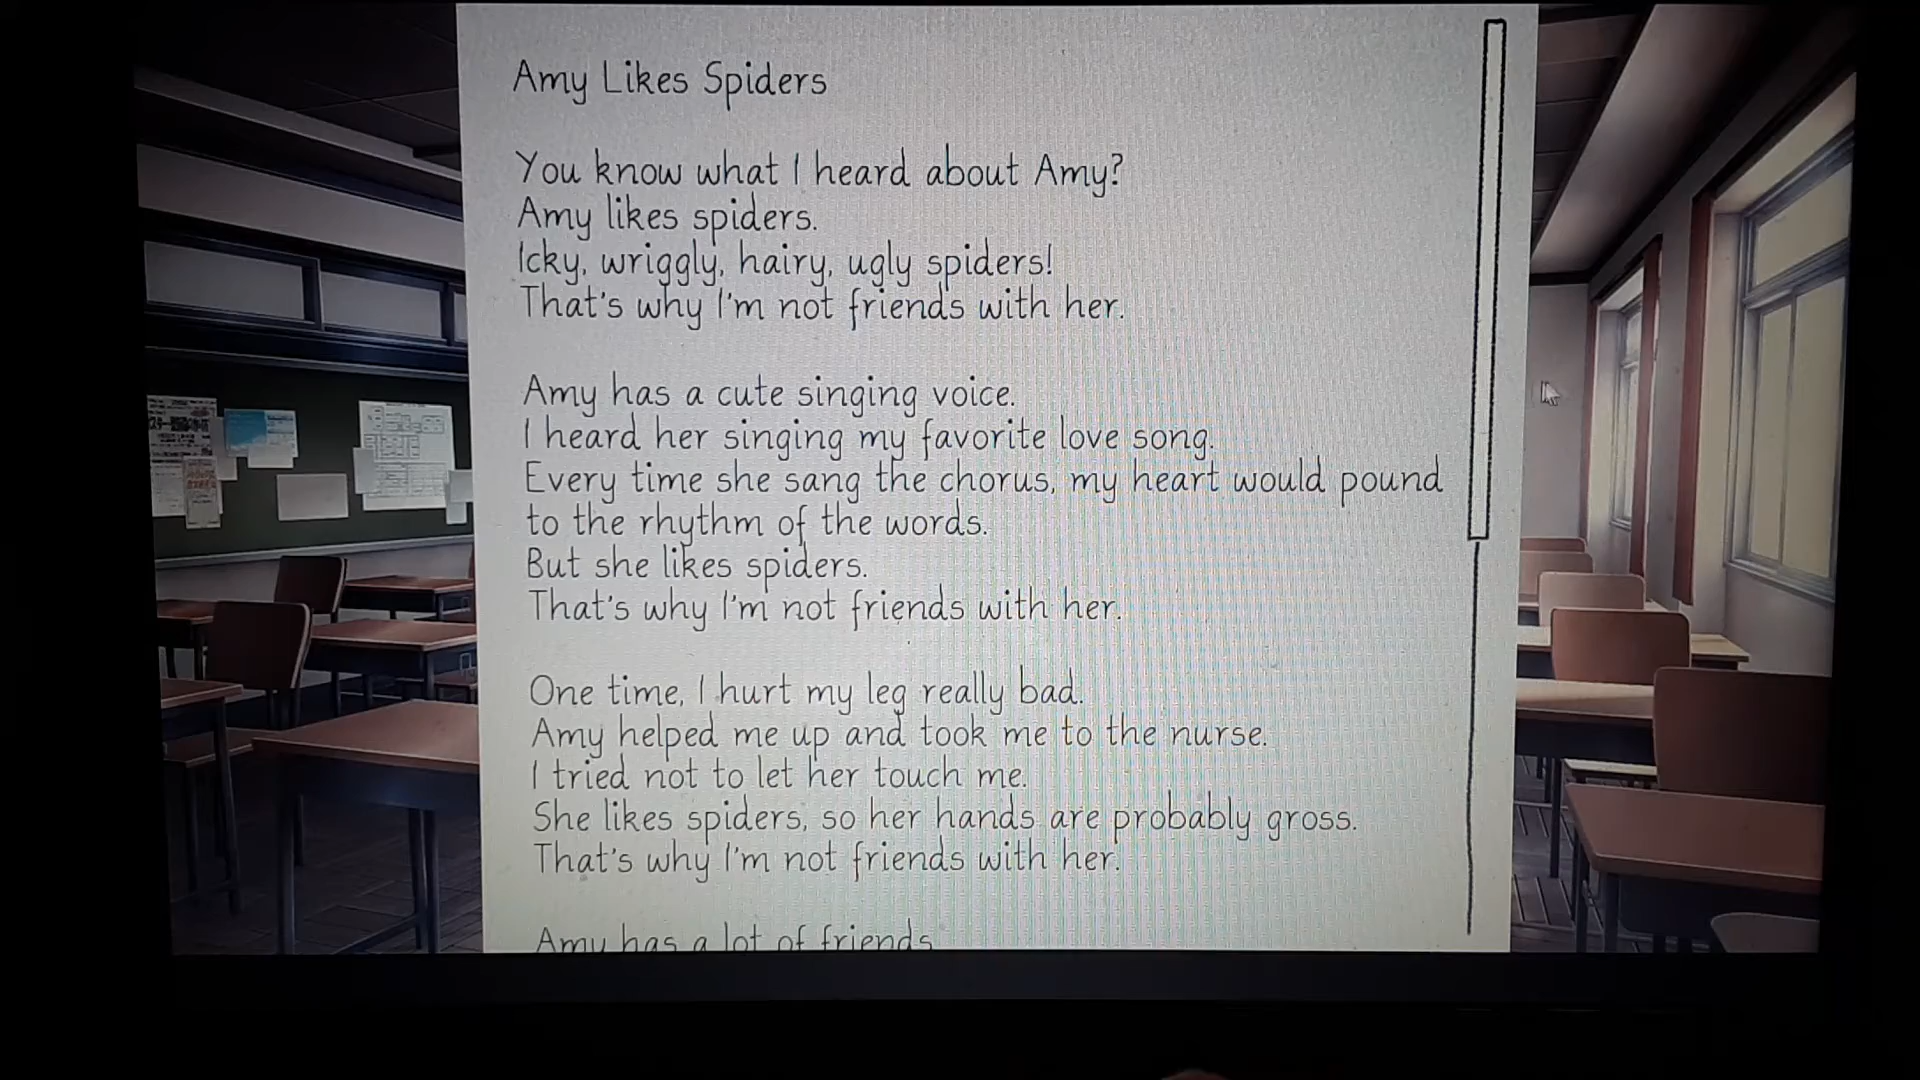 Amy Likes Spiders
You know what I heard about Amy?
Amy likes spiders.
Icky, wriggly, hairy, ugly spiders!
That's why I'm not friends with her.
Amy has a cute singing voice.
I heard her singing my favorite love song.
Every time she sang the chorus, my heart would pound
to the rhythm of the words.
But she likes spiders.
That's why I'm not friends with her.
One time, I hurt my leg really bad.
Amy helped me up and took me to the nurse.
I tried not to let her touch me.
She likes spiders, so her hands are probably gross.
That's why I'm not friends with her.
Amy has a lot of friends